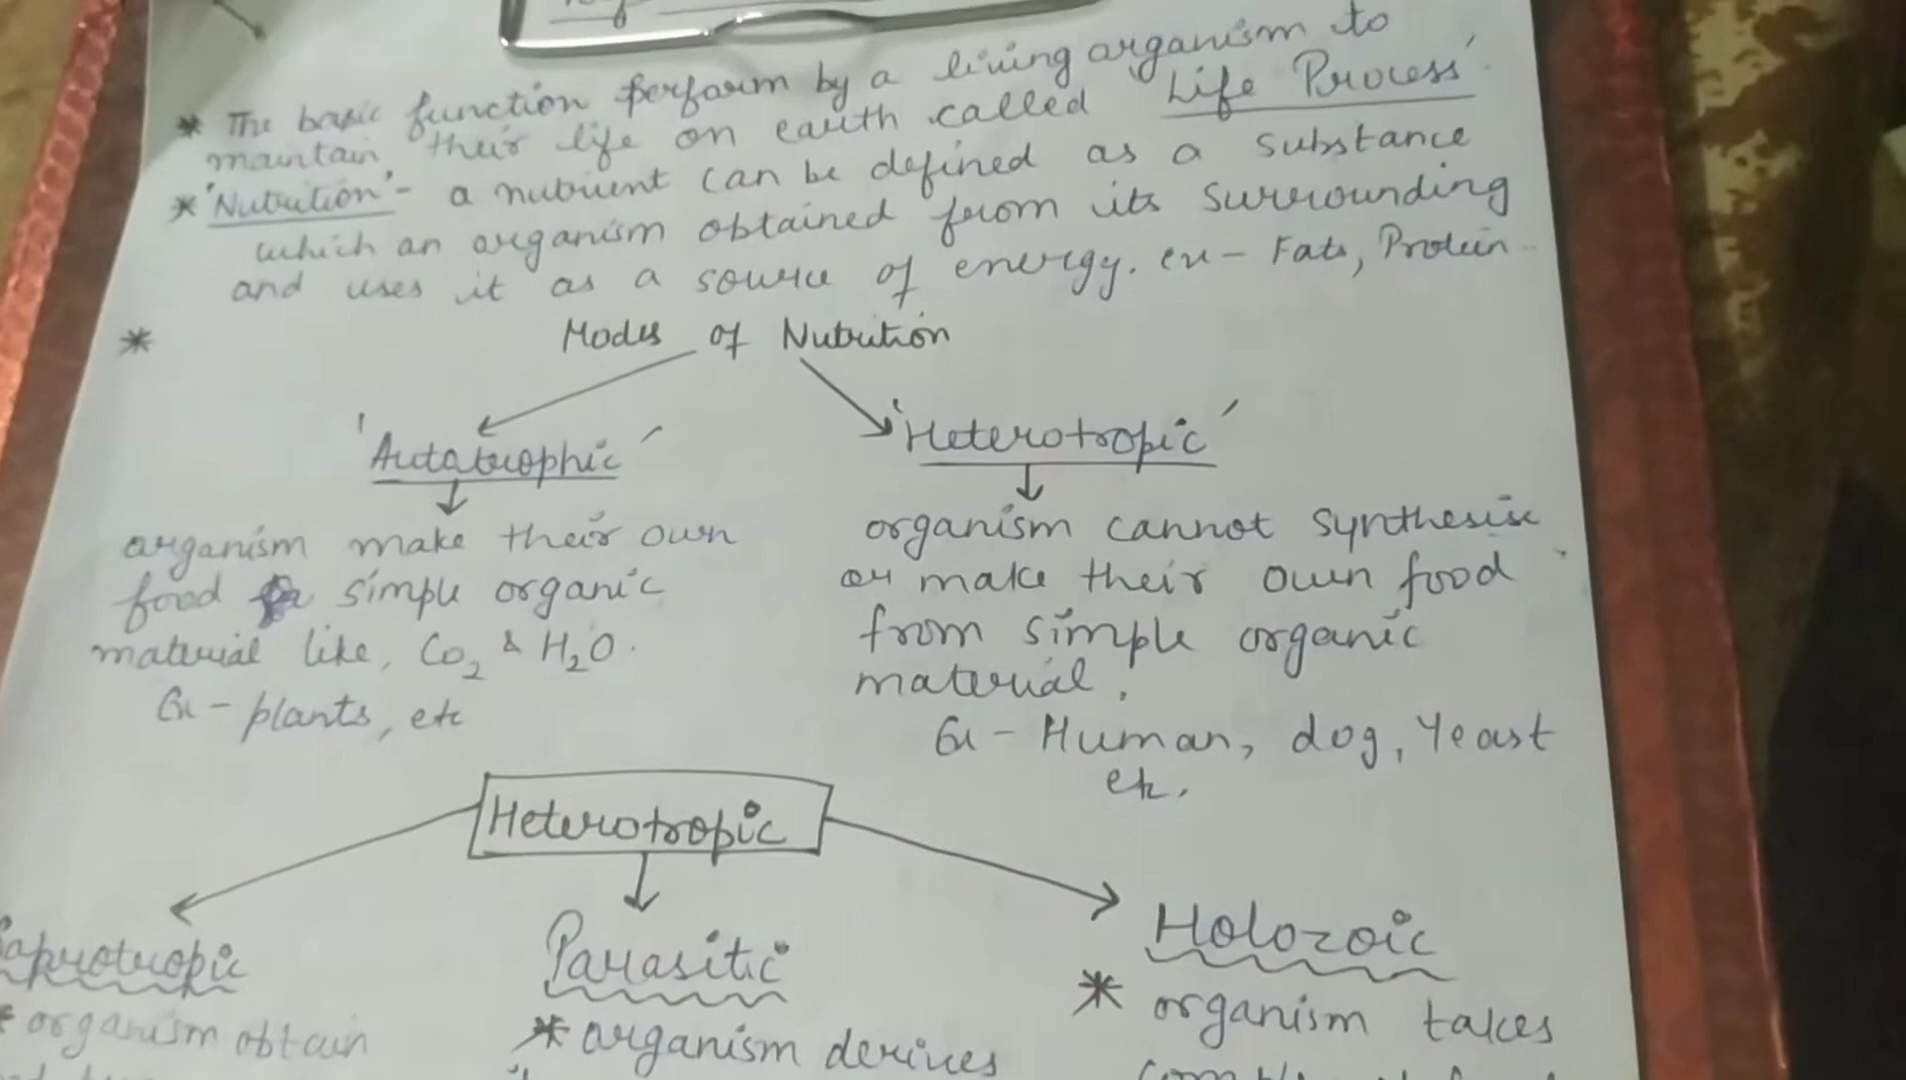 * The basic function perfoarm by a living organism to
maintain their life on earth called 'Life Process'.
* 'Nutrition' - a nutrient can be defined as a substance
which an organism obtained from its surrounding
and uses it as a source of energy. ex - Fats, Protein
* Modes of Nutrition
'Autatrophic' 'Heterotropic'
organism make their own
food simple organic
material like, Co₂ & H₂O.
Ex - plants, etc
organism cannot synthesise
or make their own food
from simple organic
material.
Ex - Human, dog, Yeast
etc.
Heterotropic
Saprotropic Parasitic Holozoic
* organism obtain
* organism derives
* organism takes